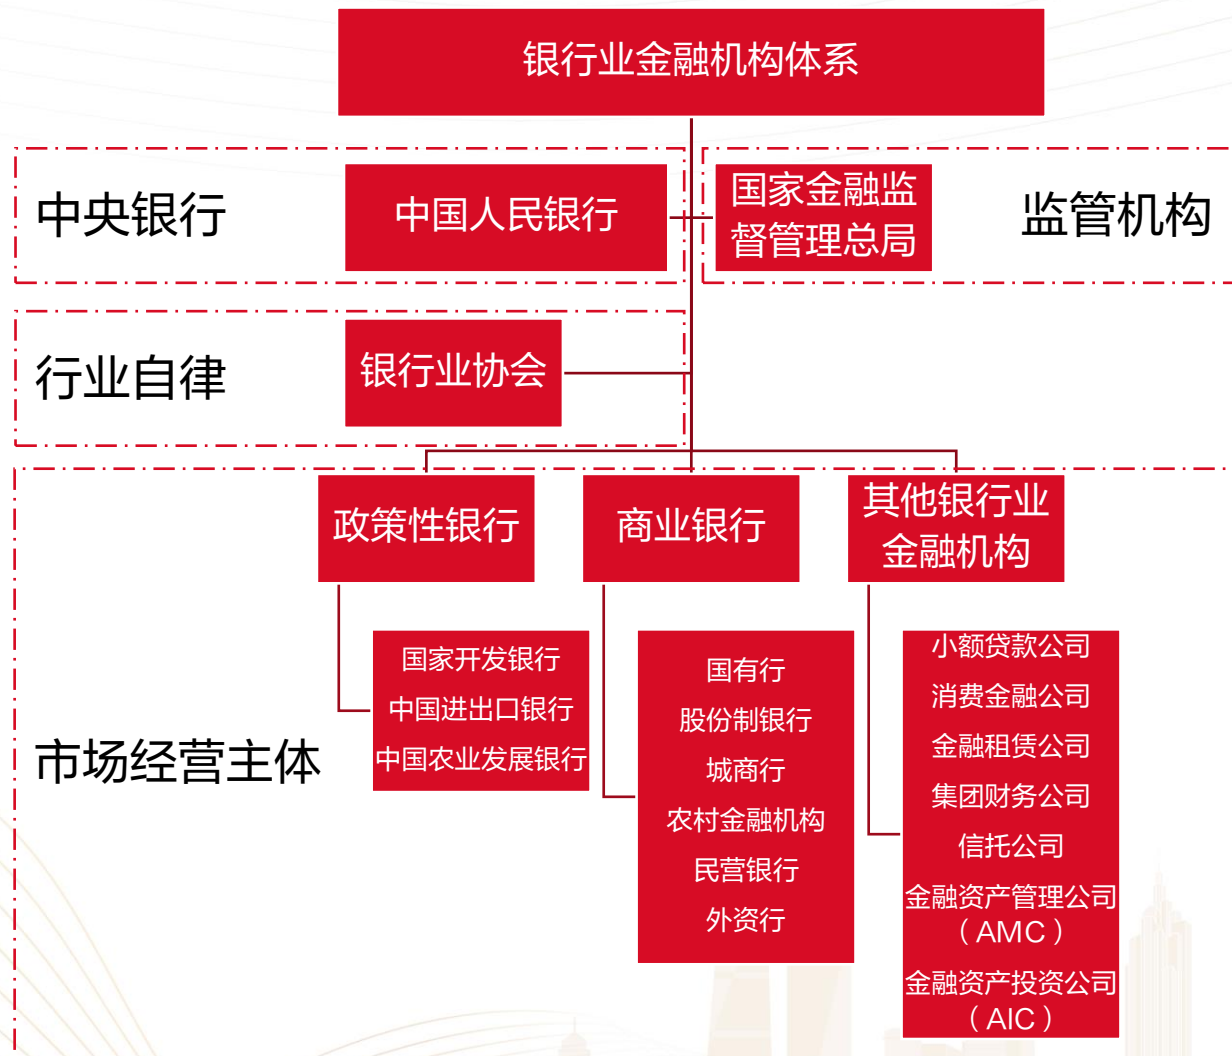 银行业金融机构体系
中央银行
中国人民银行
国家金融监
督管理总局
监管机构
行业自律
银行业协会
市场经营主体
政策性银行
国家开发银行
中国进出口银行
中国农业发展银行
商业银行
国有行
股份制银行
城商行
农村金融机构
民营银行
外资行
其他银行业
金融机构
小额贷款公司
消费金融公司
金融租赁公司
集团财务公司
信托公司
金融资产管理公司
（AMC）
金融资产投资公司
（AIC）